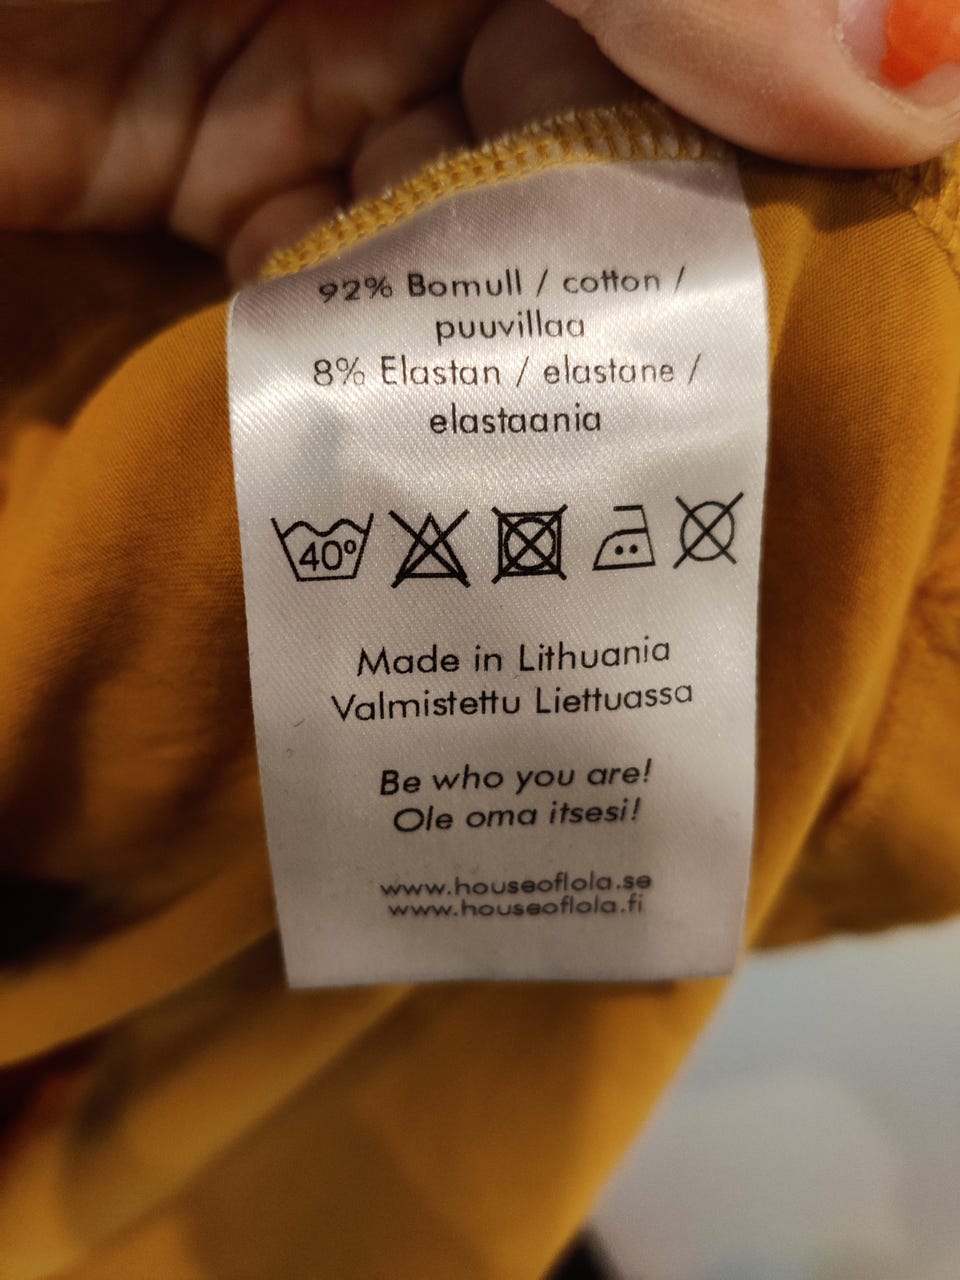 92% Bomull / cotton /
puuvillaa
8% Elastan / elastane /
elastaania
40°
Made in Lithuania
Valmistettu Liettuassa
Be who you are!
Ole oma itsesi!
www.houseoflola.se
www.houseoflola.fi